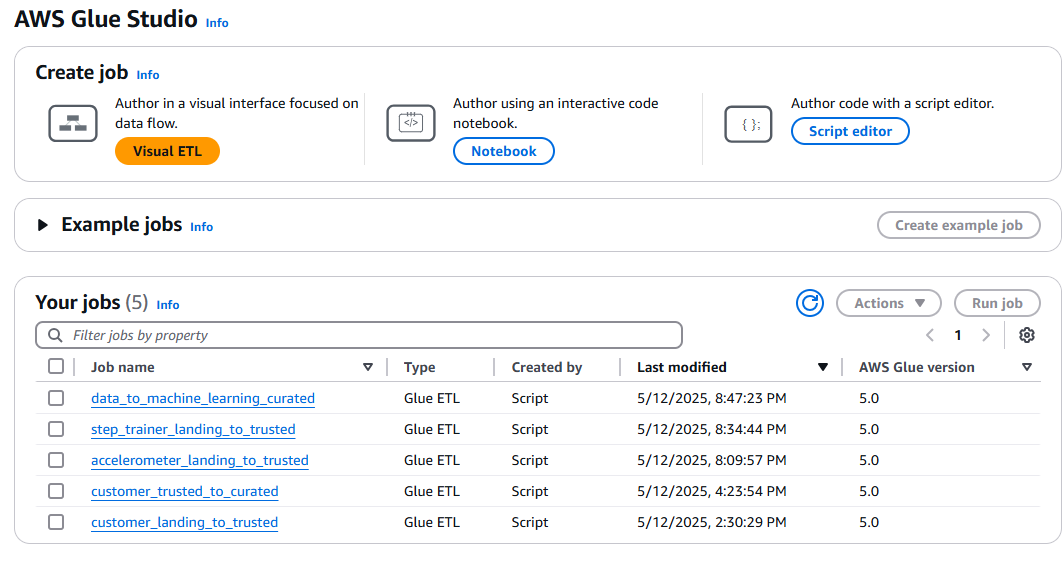 AWS Glue Studio Info
Create job Info
Author in a visual interface focused on
data flow.
Visual ETL
</>
Author using an interactive code
notebook.
Notebook
{ };
Author code with a script editor.
Script editor
Example jobs Info
Create example job
Your jobs (5) Info
Actions
Run job
Filter jobs by property
1
Job name Type Created by Last modified AWS Glue version
data_to_machine_learning_curated Glue ETL Script 5/12/2025, 8:47:23 PM 5.0
step_trainer_landing_to_trusted Glue ETL Script 5/12/2025, 8:34:44 PM 5.0
accelerometer_landing_to_trusted Glue ETL Script 5/12/2025, 8:09:57 PM 5.0
customer_trusted_to_curated Glue ETL Script 5/12/2025, 4:23:54 PM 5.0
customer_landing_to_trusted Glue ETL Script 5/12/2025, 2:30:29 PM 5.0